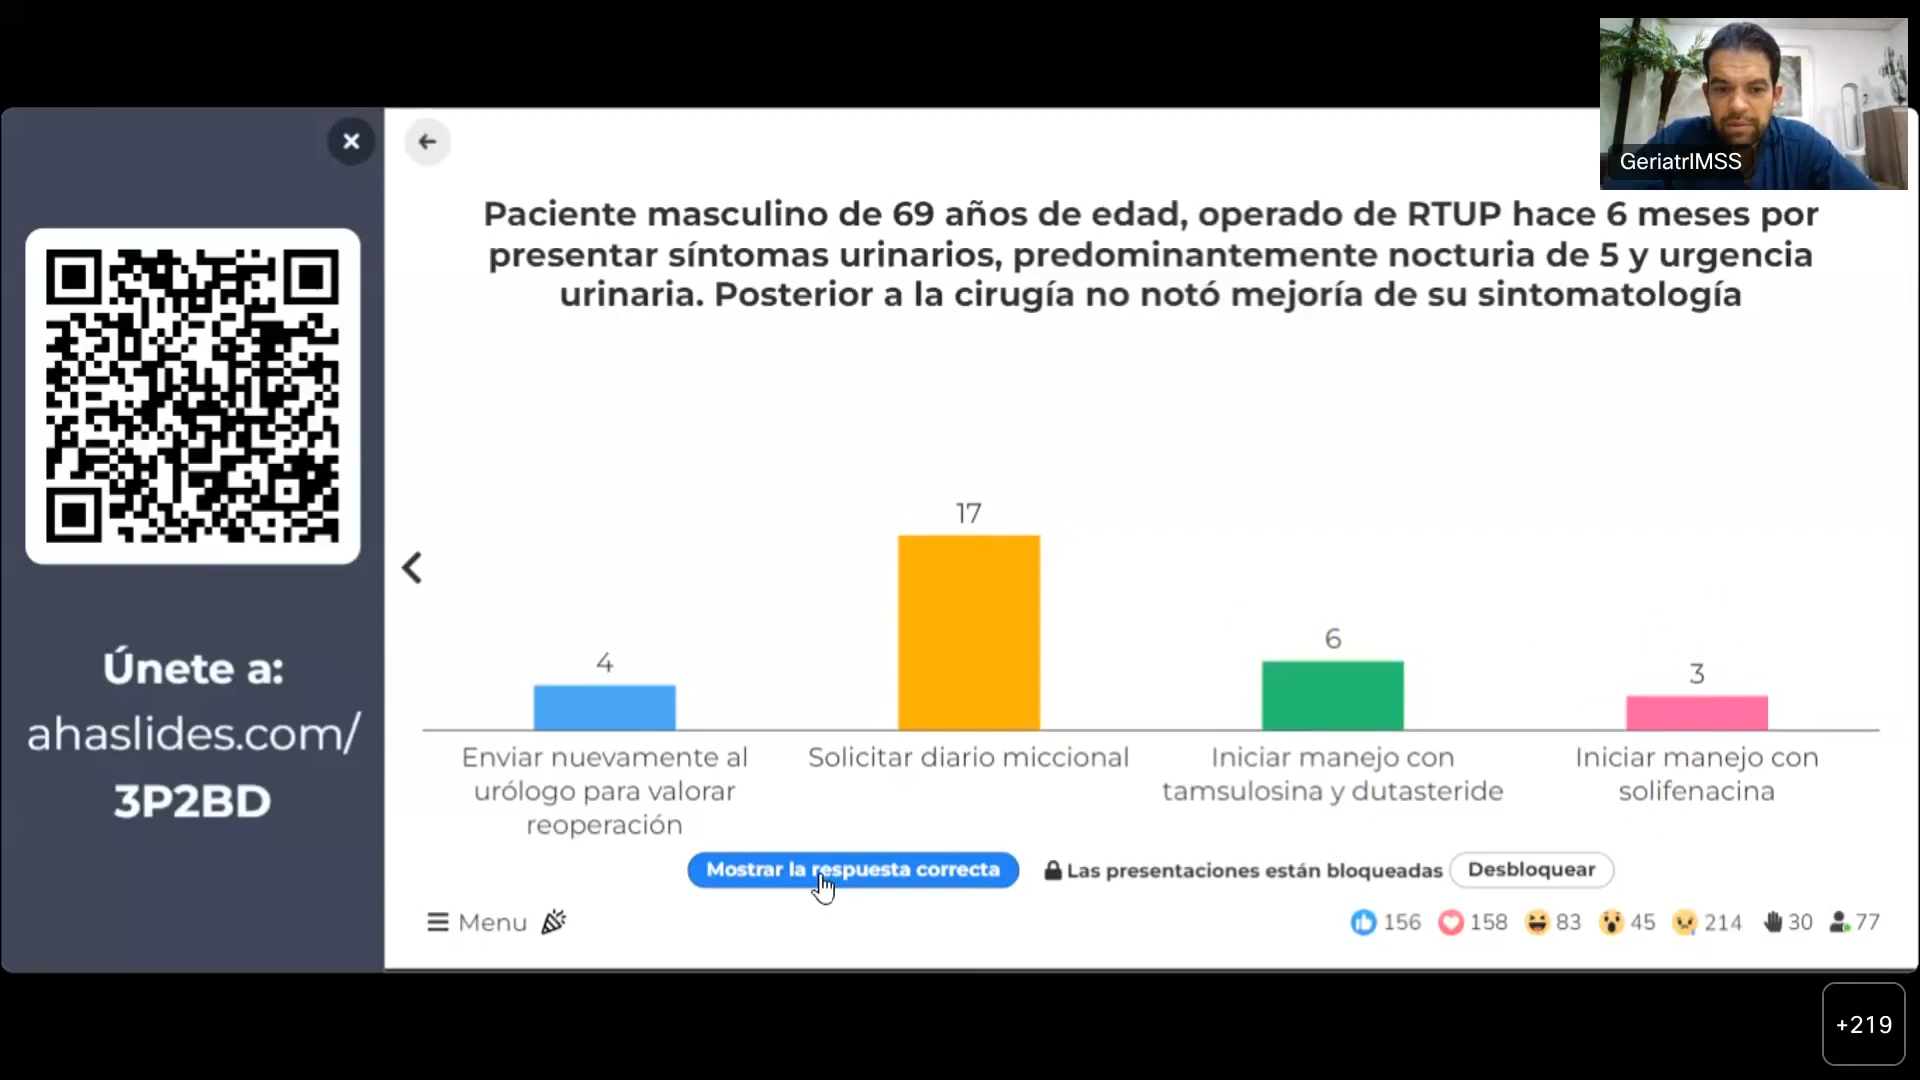 GeriatrIMSS
Paciente masculino de 69 años de edad, operado de RTUP hace 6 meses por
presentar síntomas urinarios, predominantemente nocturia de 5 y urgencia
urinaria. Posterior a la cirugía no notó mejoría de su sintomatología
Únete a:
ahaslides.com/
3P2BD
4
17
6
3
Enviar nuevamente al
urólogo para valorar
reoperación
Solicitar diario miccional
Iniciar manejo con
tamsulosina y dutasteride
Iniciar manejo con
solifenacina
Mostrar la respuesta correcta
Las presentaciones están bloqueadas
Desbloquear
Menu
156 158 83 45 214 30 77
+219